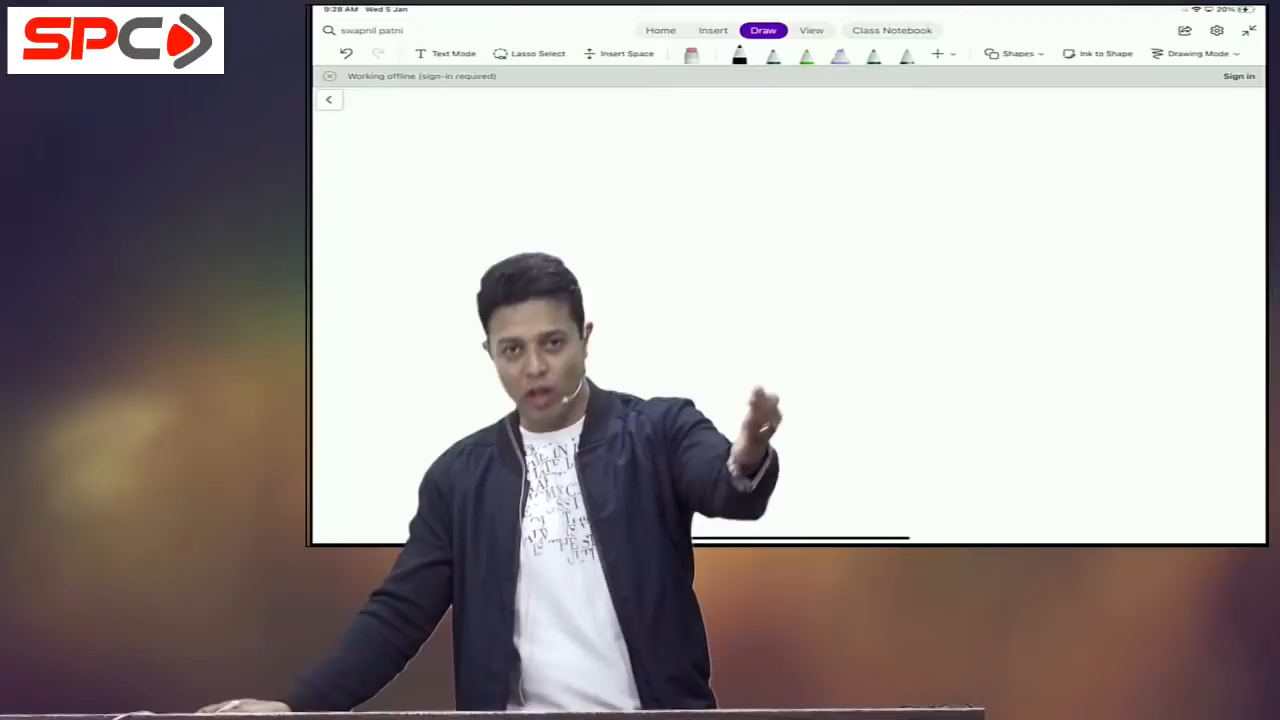 SPC
9:28 AM Wed 5 Jan
20%
swapnil patni
Home Insert Draw View Class Notebook
Text Mode Lasso Select Insert Space Shapes Ink to Shape Drawing Mode
Working offline (sign-in required) Sign in